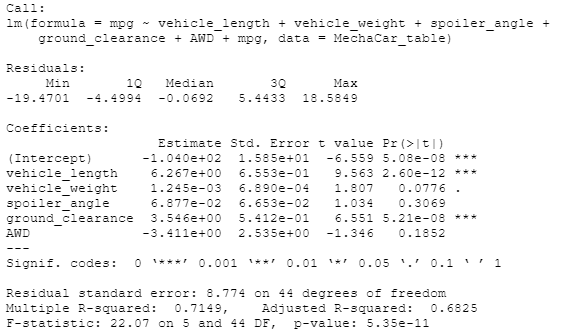 Call:
lm(formula = mpg ~ vehicle_length + vehicle_weight + spoiler_angle +
    ground_clearance + AWD + mpg, data = MechaCar_table)

Residuals:
     Min       1Q   Median       3Q      Max
-19.4701  -4.4994  -0.0692   5.4433  18.5849

Coefficients:
                   Estimate Std. Error t value Pr(>|t|)
(Intercept)      -1.040e+02  1.585e+01  -6.559 5.08e-08 ***
vehicle_length    6.267e+00  6.553e-01   9.563 2.60e-12 ***
vehicle_weight    1.245e-03  6.890e-04   1.807   0.0776 .
spoiler_angle     6.877e-02  6.653e-02   1.034   0.3069
ground_clearance  3.546e+00  5.412e-01   6.551 5.21e-08 ***
AWD              -3.411e+00  2.535e+00  -1.346   0.1852
---
Signif. codes:  0 ‘***’ 0.001 ‘**’ 0.01 ‘*’ 0.05 ‘.’ 0.1 ‘ ’ 1

Residual standard error: 8.774 on 44 degrees of freedom
Multiple R-squared:  0.7149,    Adjusted R-squared:  0.6825
F-statistic: 22.07 on 5 and 44 DF,  p-value: 5.35e-11